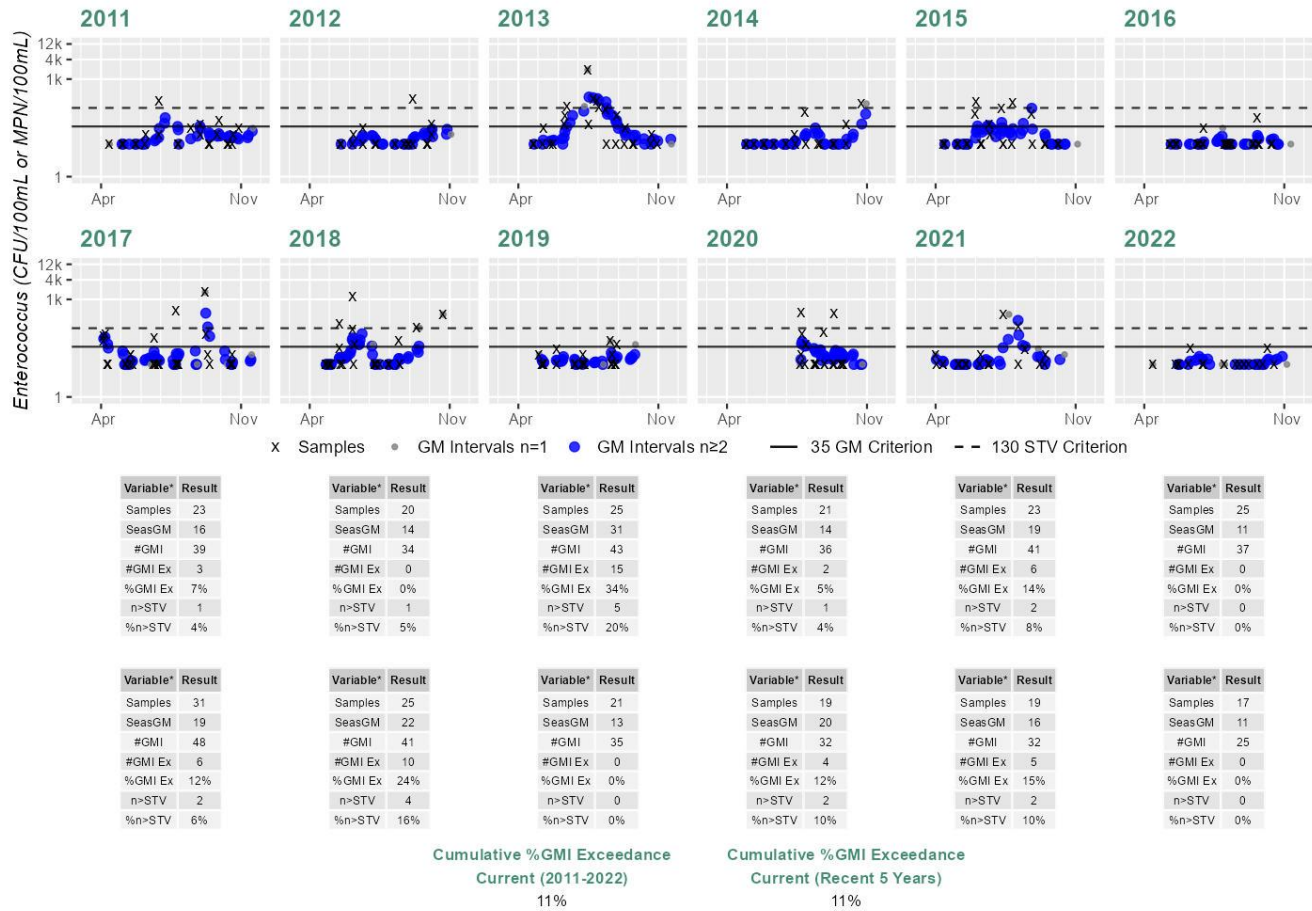 2011 2012 2013 2014 2015 2016
Enterococcus (CFU/100mL or MPN/100mL)
12k
4k
1k
1
Apr Nov Apr Nov Apr Nov Apr Nov Apr Nov Apr Nov
2017 2018 2019 2020 2021 2022
12k
4k
1k
1
Apr Nov Apr Nov Apr Nov Apr Nov Apr Nov Apr Nov
x Samples GM Intervals n=1 GM Intervals n≥2 35 GM Criterion 130 STV Criterion
Variable* Result Variable* Result Variable* Result Variable* Result Variable* Result Variable* Result
Samples 23 Samples 20 Samples 25 Samples 21 Samples 23 Samples 25
SeasGM 16 SeasGM 14 SeasGM 31 SeasGM 14 SeasGM 19 SeasGM 11
#GMI 39 #GMI 34 #GMI 43 #GMI 36 #GMI 41 #GMI 37
#GMI Ex 3 #GMI Ex 0 #GMI Ex 15 #GMI Ex 2 #GMI Ex 6 #GMI Ex 0
%GMI Ex 7% %GMI Ex 0% %GMI Ex 34% %GMI Ex 5% %GMI Ex 14% %GMI Ex 0%
n>STV 1 n>STV 1 n>STV 5 n>STV 1 n>STV 2 n>STV 0
%n>STV 4% %n>STV 5% %n>STV 20% %n>STV 4% %n>STV 8% %n>STV 0%
Variable* Result Variable* Result Variable* Result Variable* Result Variable* Result Variable* Result
Samples 31 Samples 25 Samples 21 Samples 19 Samples 19 Samples 17
SeasGM 19 SeasGM 22 SeasGM 13 SeasGM 20 SeasGM 16 SeasGM 11
#GMI 48 #GMI 41 #GMI 35 #GMI 32 #GMI 32 #GMI 25
#GMI Ex 6 #GMI Ex 10 #GMI Ex 0 #GMI Ex 4 #GMI Ex 5 #GMI Ex 0
%GMI Ex 12% %GMI Ex 24% %GMI Ex 0% %GMI Ex 12% %GMI Ex 15% %GMI Ex 0%
n>STV 2 n>STV 4 n>STV 0 n>STV 2 n>STV 2 n>STV 0
%n>STV 6% %n>STV 16% %n>STV 0% %n>STV 10% %n>STV 10% %n>STV 0%
Cumulative %GMI Exceedance Cumulative %GMI Exceedance
Current (2011-2022) Current (Recent 5 Years)
11% 11%